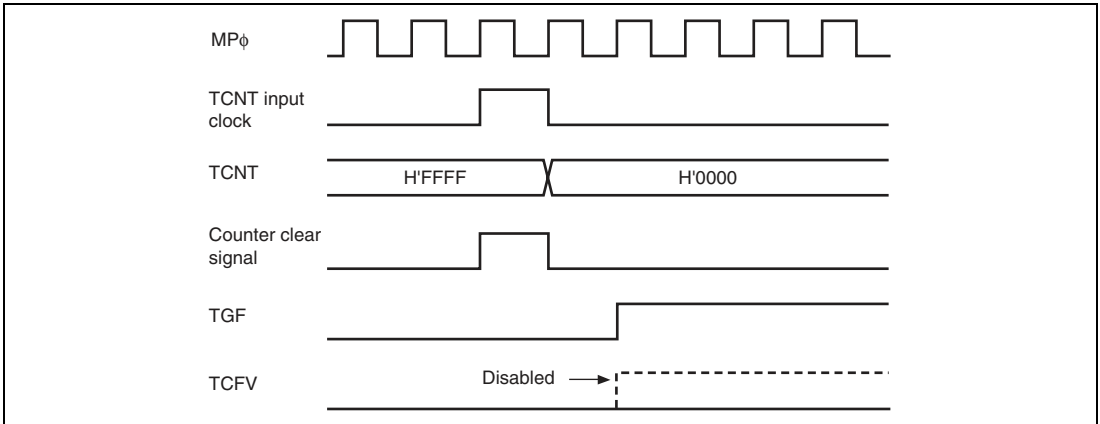 MPϕ
TCNT input
clock
TCNT
H'FFFF
H'0000
Counter clear
signal
TGF
TCFV
Disabled